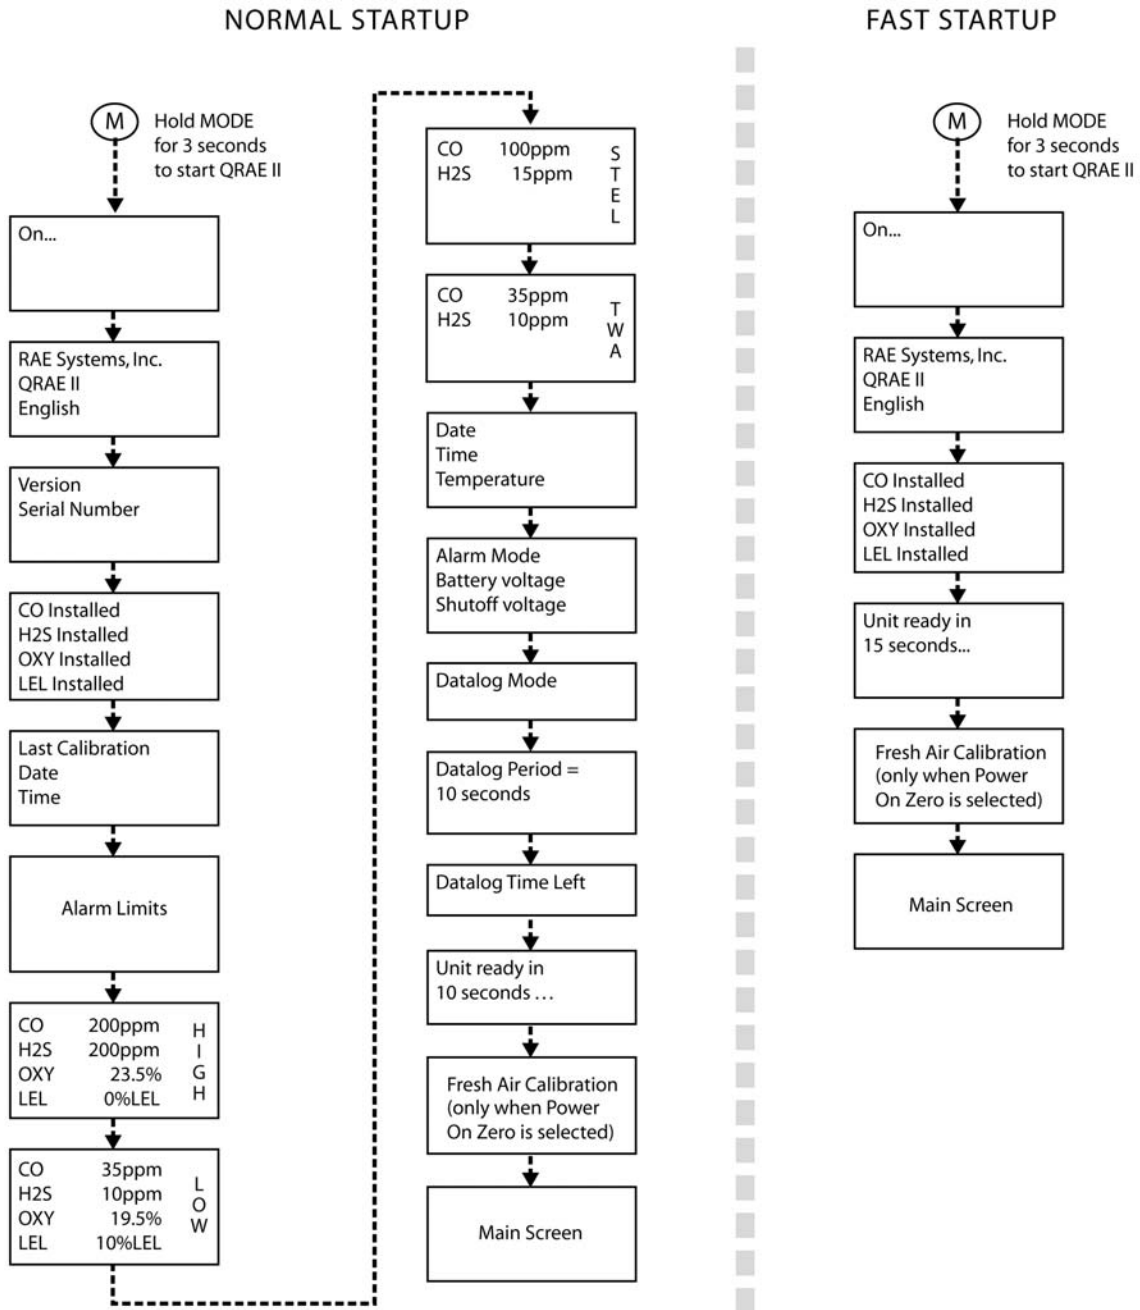 NORMAL STARTUP
M
Hold MODE
for 3 seconds
to start QRAE II
On...
RAE Systems, Inc.
QRAE II
English
Version
Serial Number
CO Installed
H2S Installed
OXY Installed
LEL Installed
Last Calibration
Date
Time
Alarm Limits
CO 200ppm
H2S 200ppm
OXY 23.5%
LEL 0%LEL
HIGH
CO 35ppm
H2S 10ppm
OXY 19.5%
LEL 10%LEL
LOW
CO 100ppm
H2S 15ppm
STEL
CO 35ppm
H2S 10ppm
TWA
Date
Time
Temperature
Alarm Mode
Battery voltage
Shutoff voltage
Datalog Mode
Datalog Period =
10 seconds
Datalog Time Left
Unit ready in
10 seconds ...
Fresh Air Calibration
(only when Power
On Zero is selected)
Main Screen
FAST STARTUP
M
Hold MODE
for 3 seconds
to start QRAE II
On...
RAE Systems, Inc.
QRAE II
English
CO Installed
H2S Installed
OXY Installed
LEL Installed
Unit ready in
15 seconds...
Fresh Air Calibration
(only when Power
On Zero is selected)
Main Screen